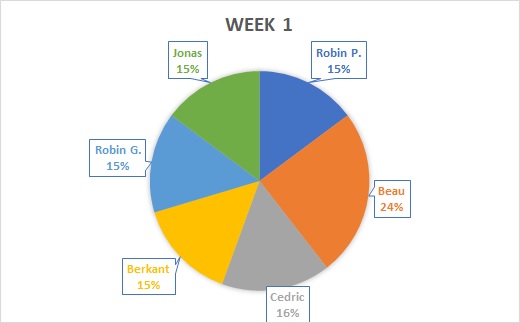 WEEK 1
Jonas
15%
Robin P.
15%
Robin G.
15%
Beau
24%
Berkant
15%
Cedric
16%